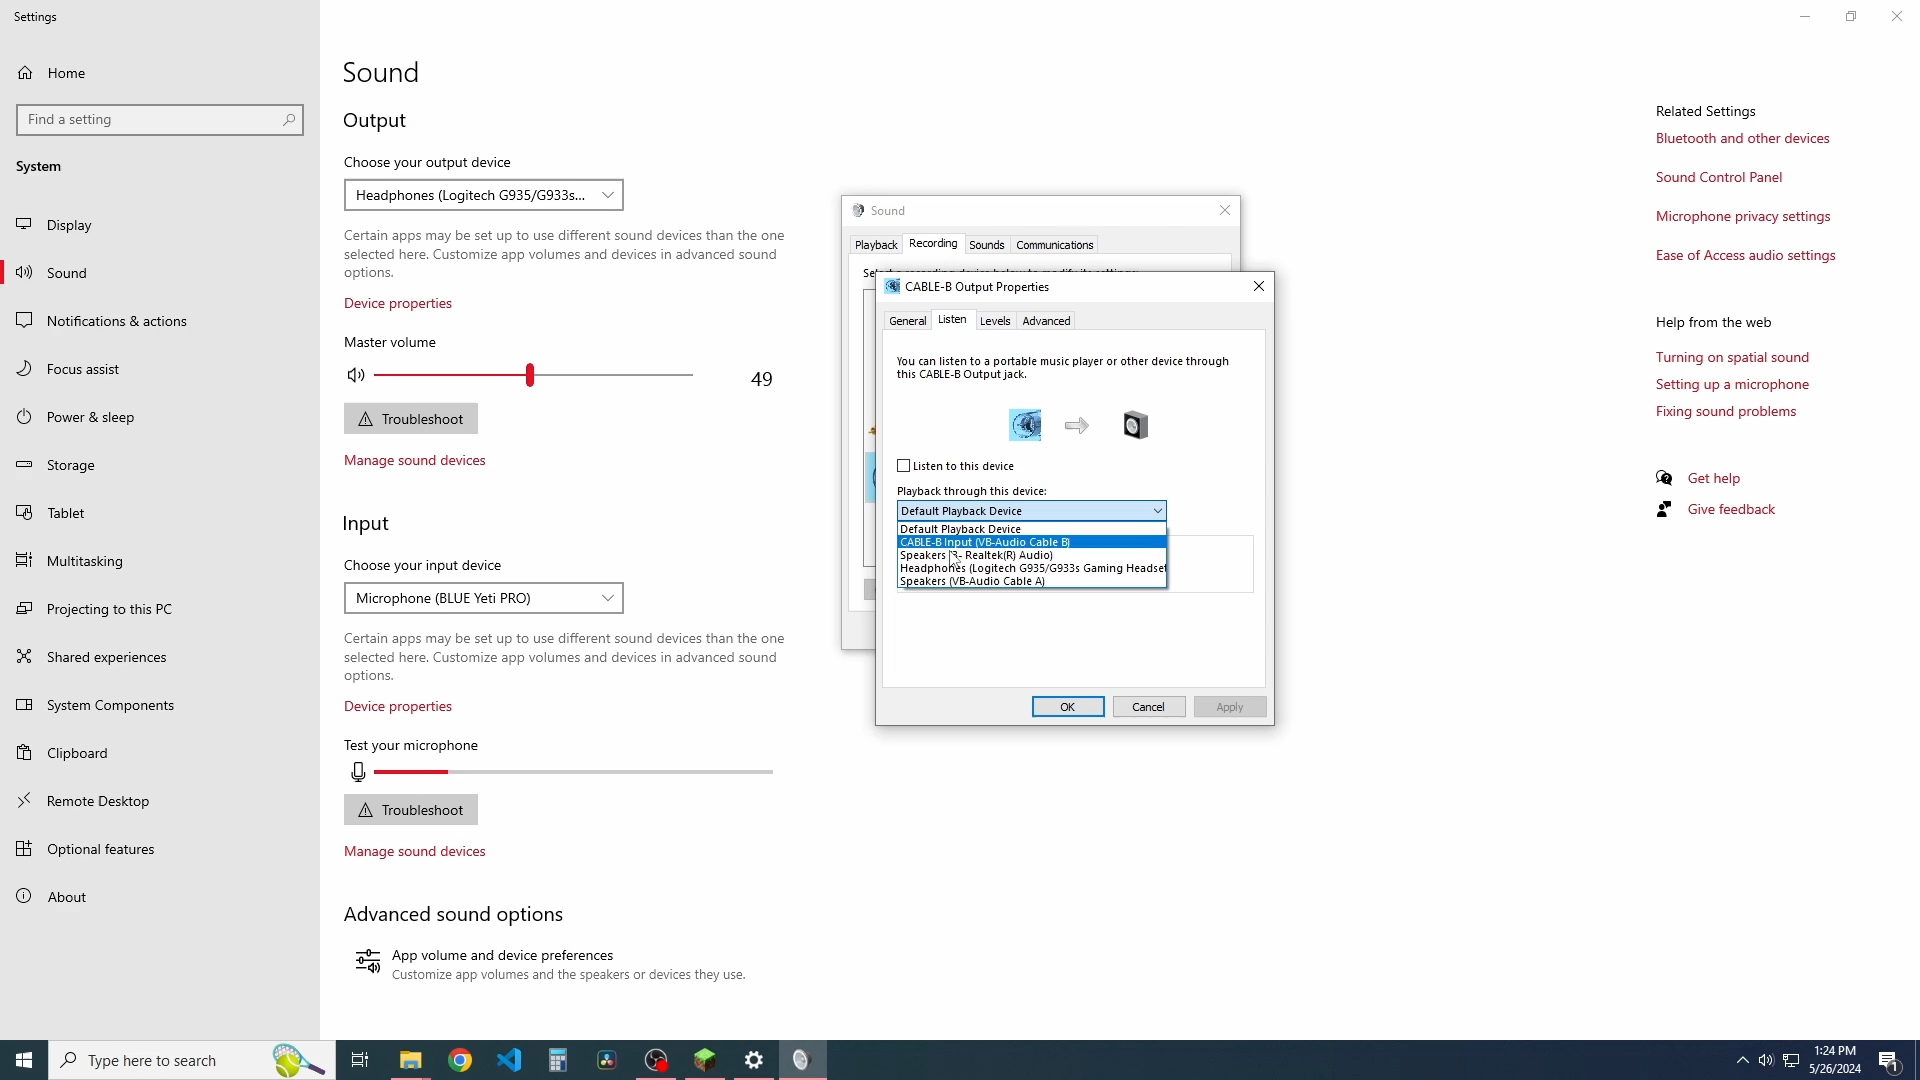 Settings
Home
Find a setting
System
Display
Sound
Notifications & actions
Focus assist
Power & sleep
Storage
Tablet
Multitasking
Projecting to this PC
Shared experiences
System Components
Clipboard
Remote Desktop
Optional features
About
Sound
Output
Choose your output device
Headphones (Logitech G935/G933s...
Certain apps may be set up to use different sound devices than the one
selected here. Customize app volumes and devices in advanced sound
options.
Device properties
Master volume
49
Troubleshoot
Manage sound devices
Input
Choose your input device
Microphone (BLUE Yeti PRO)
Certain apps may be set up to use different sound devices than the one
selected here. Customize app volumes and devices in advanced sound
options.
Device properties
Test your microphone
Troubleshoot
Manage sound devices
Advanced sound options
App volume and device preferences
Customize app volumes and the speakers or devices they use.
Sound
Playback Recording Sounds Communications
CABLE-B Output Properties
General Listen Levels Advanced
You can listen to a portable music player or other device through
this CABLE-B Output jack.
Listen to this device
Playback through this device:
Default Playback Device
Default Playback Device
CABLE-B Input (VB-Audio Cable B)
Speakers 3- Realtek(R) Audio)
Headphones (Logitech G935/G933s Gaming Headset
Speakers (VB-Audio Cable A)
OK Cancel Apply
Related Settings
Bluetooth and other devices
Sound Control Panel
Microphone privacy settings
Ease of Access audio settings
Help from the web
Turning on spatial sound
Setting up a microphone
Fixing sound problems
Get help
Give feedback
Type here to search
1:24 PM
5/26/2024
1